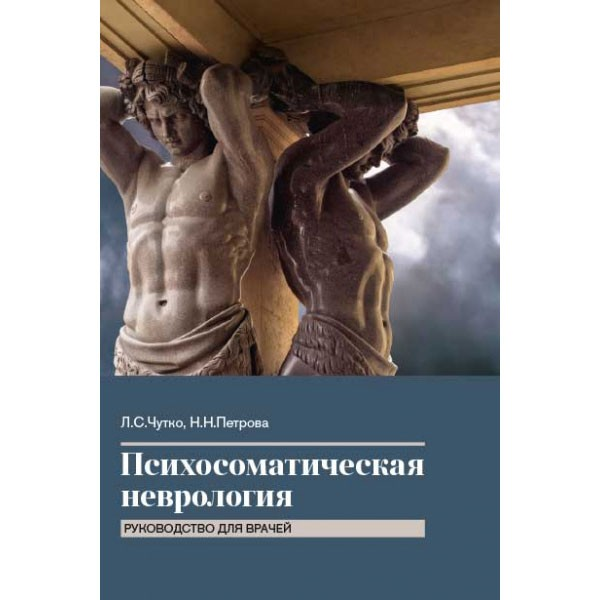 Л.С.Чутко, Н.Н.Петрова
Психосоматическая
неврология
РУКОВОДСТВО ДЛЯ ВРАЧЕЙ